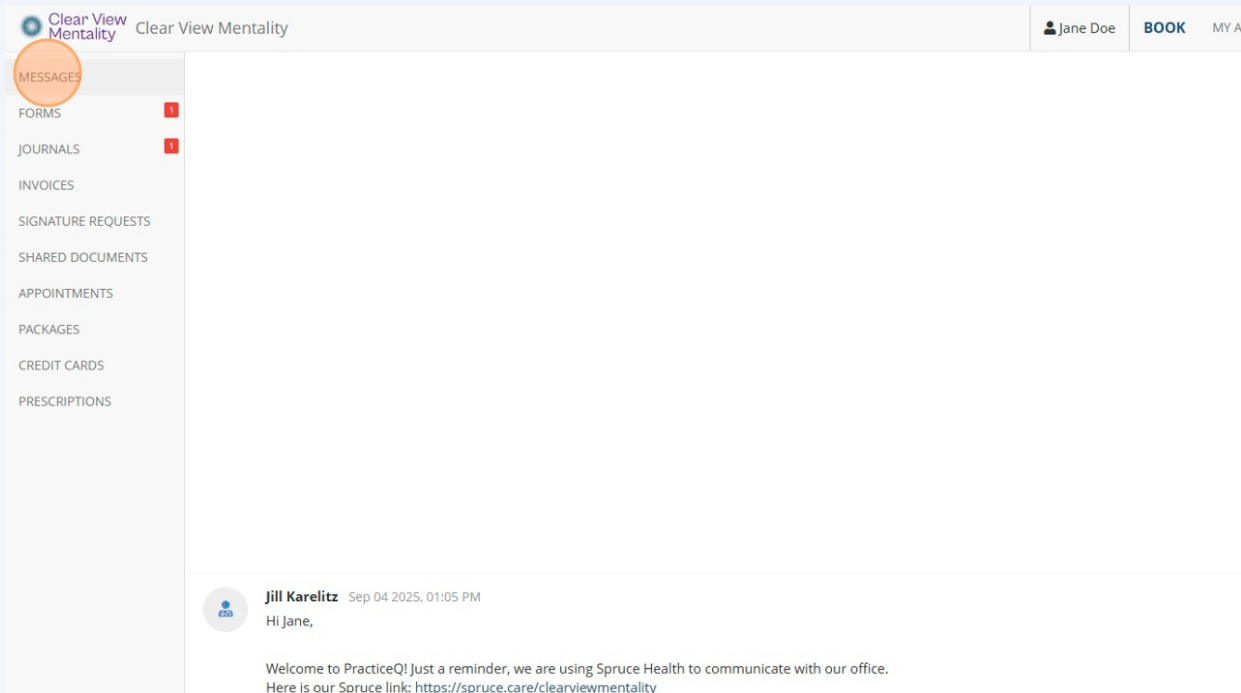 Clear View
Mentality
Clear View Mentality
Jane Doe
BOOK
MY A
MESSAGES
FORMS
1
JOURNALS
1
INVOICES
SIGNATURE REQUESTS
SHARED DOCUMENTS
APPOINTMENTS
PACKAGES
CREDIT CARDS
PRESCRIPTIONS
Jill Karelitz Sep 04 2025, 01:05 PM
Hi Jane,
Welcome to PracticeQ! Just a reminder, we are using Spruce Health to communicate with our office.
Here is our Spruce link: https://spruce.care/clearviewmentality